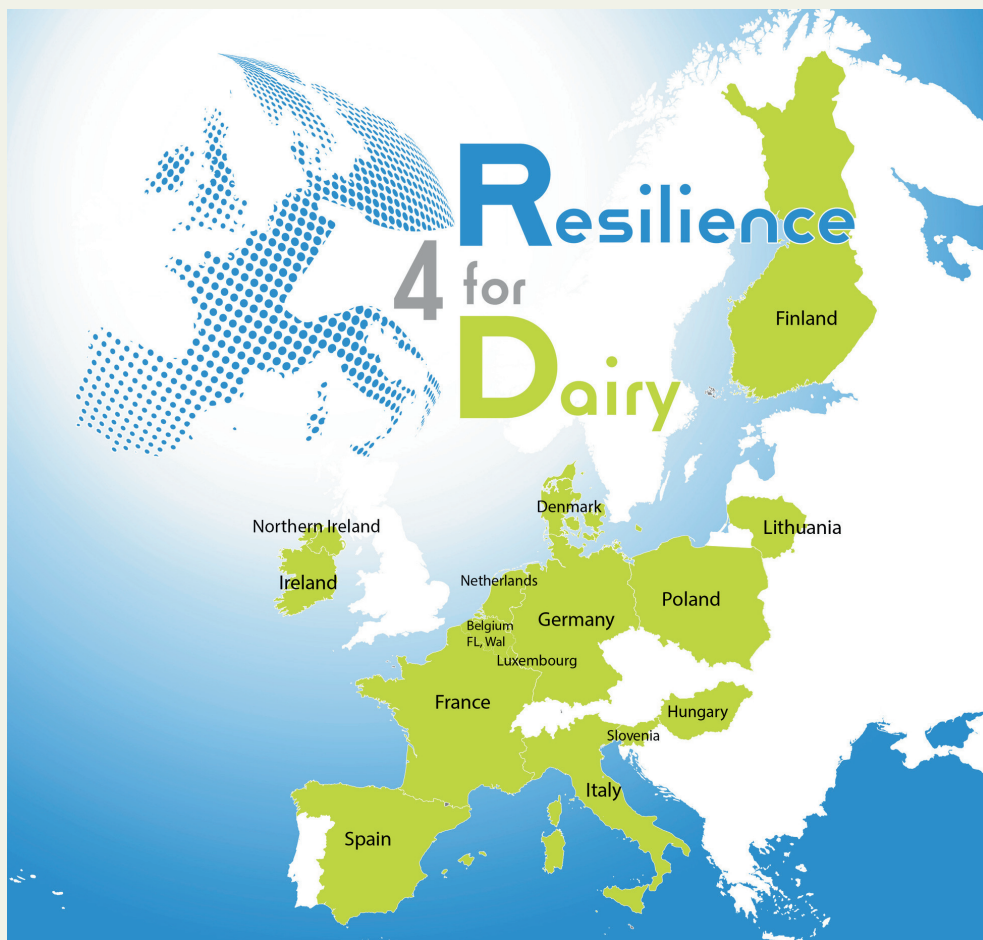 Resilience
4 for
Dairy
Finland
Denmark
Northern Ireland
Lithuania
Ireland
Netherlands
Poland
Germany
Belgium
FL, Wal
Luxembourg
France
Hungary
Slovenia
Italy
Spain